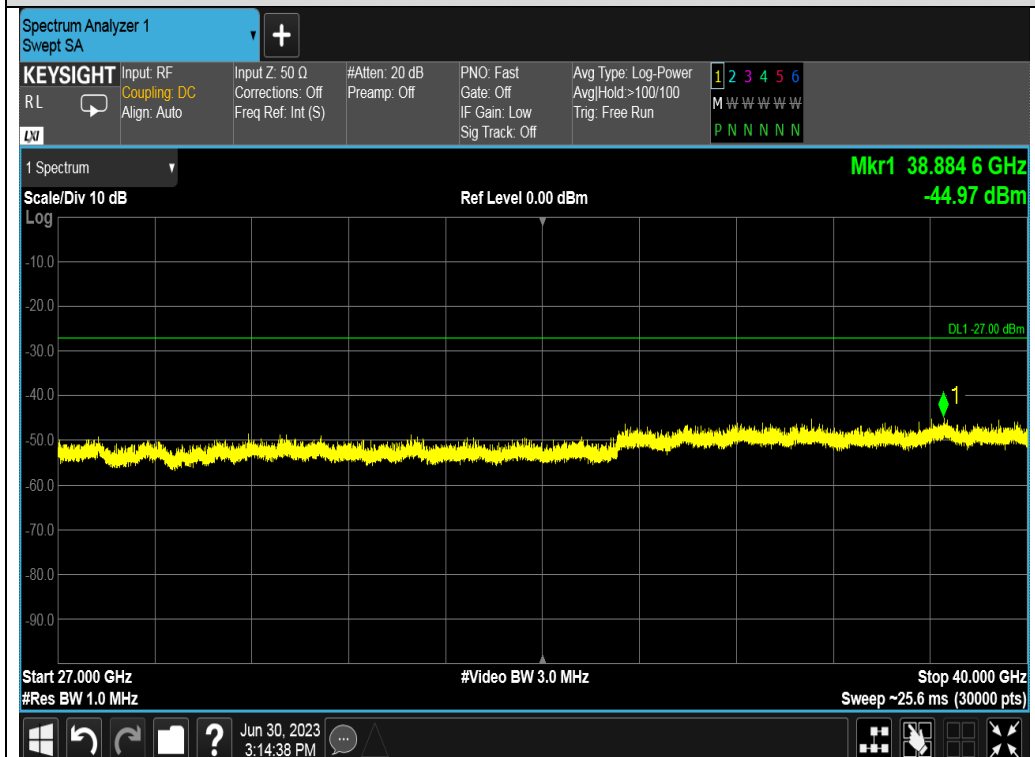 Spectrum Analyzer 1
Swept SA
+
KEYSIGHT
RL
LXI
Input: RF
Coupling: DC
Align: Auto
Input Z: 50 Ω
Corrections: Off
Freq Ref: Int (S)
#Atten: 20 dB
Preamp: Off
PNO: Fast
Gate: Off
IF Gain: Low
Sig Track: Off
Avg Type: Log-Power
Avg|Hold:>100/100
Trig: Free Run
1 2 3 4 5 6
M W W W W W
P N N N N N
1 Spectrum
Mkr1 38.884 6 GHz
-44.97 dBm
Scale/Div 10 dB
Ref Level 0.00 dBm
Log
-10.0
-20.0
DL1 -27.00 dBm
-30.0
-40.0
1
-50.0
-60.0
-70.0
-80.0
-90.0
Start 27.000 GHz
#Video BW 3.0 MHz
Stop 40.000 GHz
#Res BW 1.0 MHz
Sweep ~25.6 ms (30000 pts)
?
Jun 30, 2023
3:14:38 PM